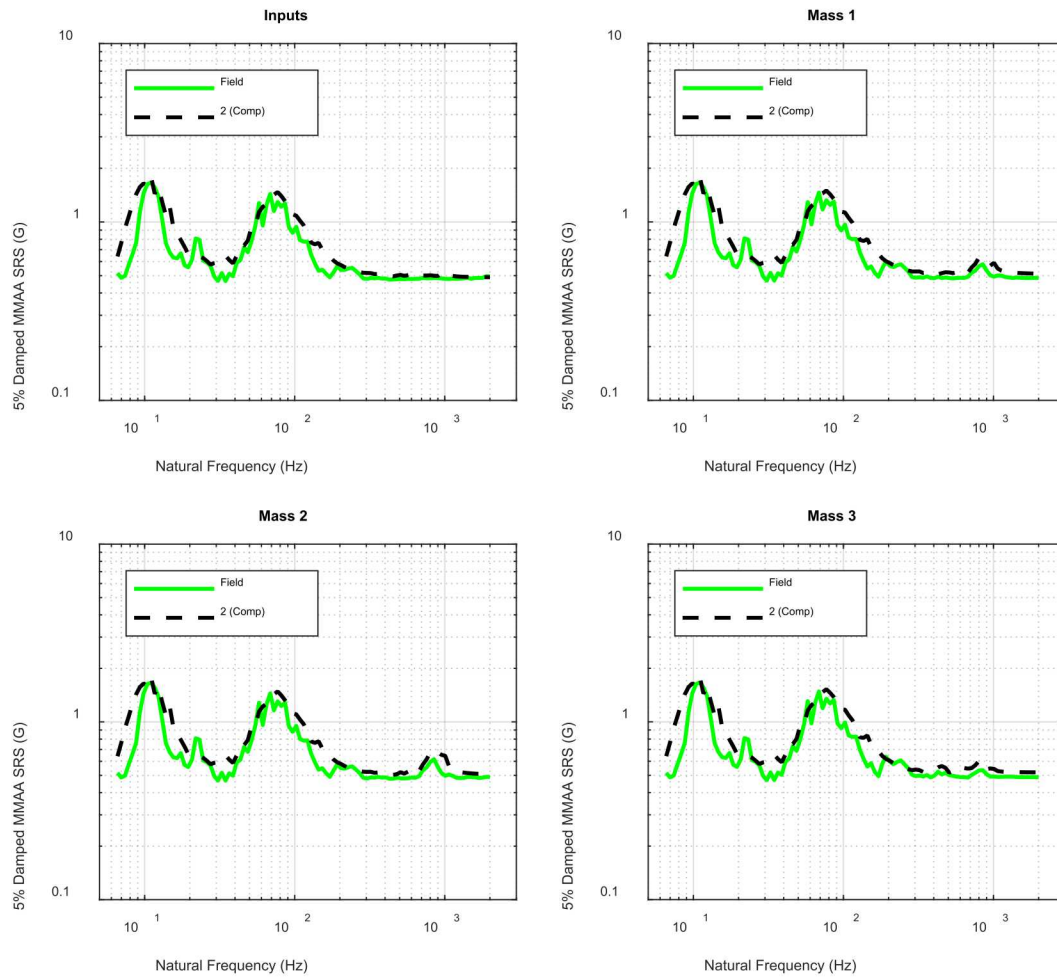 Inputs
10
1
0.1
5% Damped MMAA SRS (G)
Field
2 (Comp)
10 1
10 2
10 3
Natural Frequency (Hz)
Mass 1
10
1
0.1
5% Damped MMAA SRS (G)
Field
2 (Comp)
10 1
10 2
10 3
Natural Frequency (Hz)
Mass 2
10
1
0.1
5% Damped MMAA SRS (G)
Field
2 (Comp)
10 1
10 2
10 3
Natural Frequency (Hz)
Mass 3
10
1
0.1
5% Damped MMAA SRS (G)
Field
2 (Comp)
10 1
10 2
10 3
Natural Frequency (Hz)